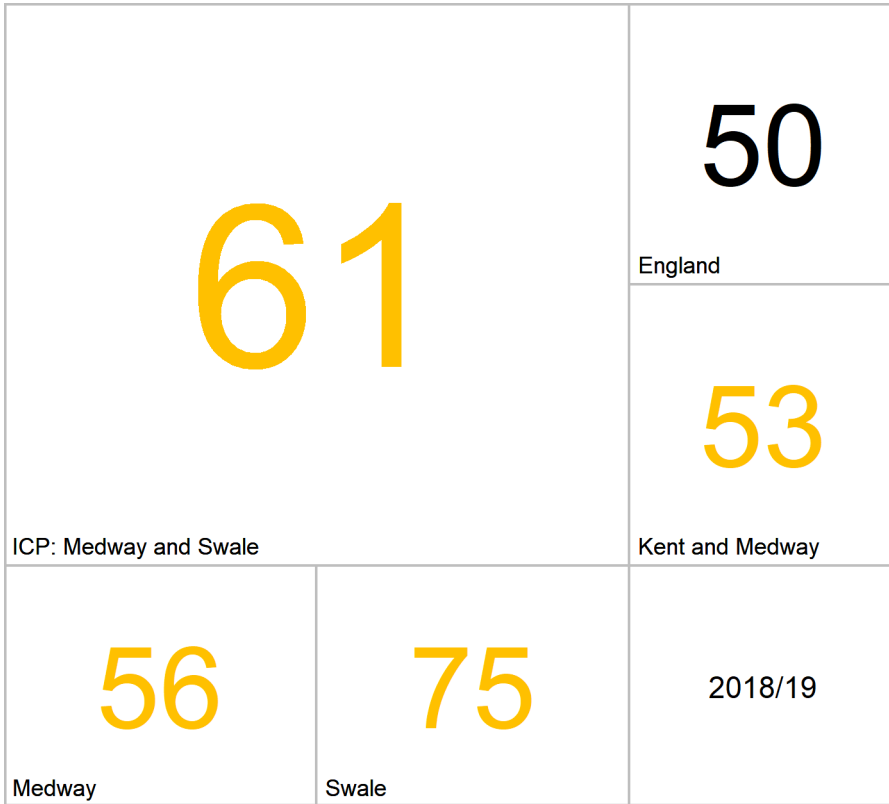 61
ICP: Medway and Swale
50
England
53
Kent and Medway
56
Medway
75
Swale
2018/19